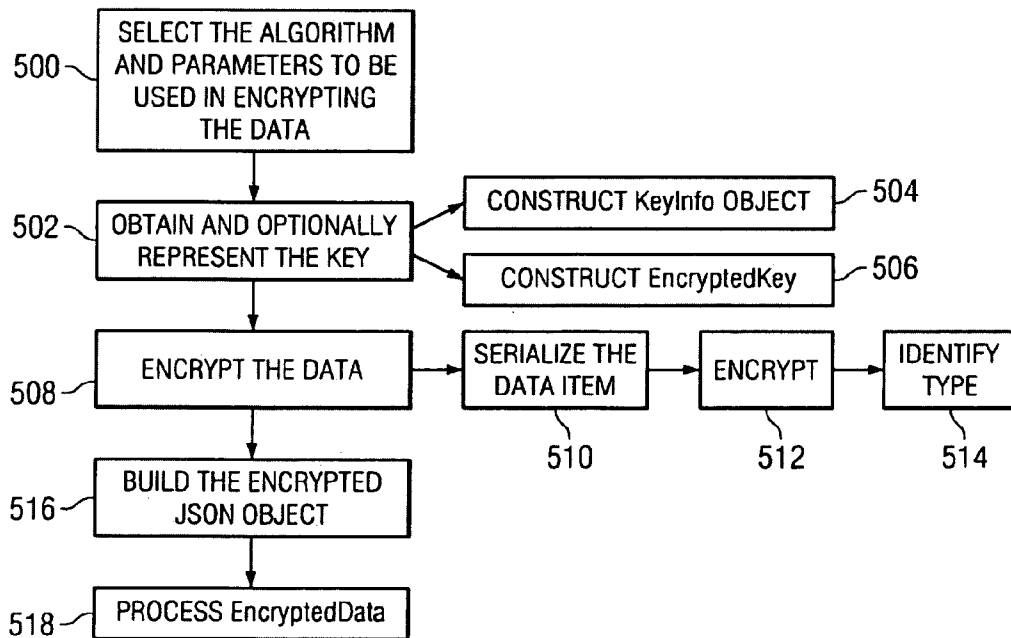 500
SELECT THE ALGORITHM
AND PARAMETERS TO BE
USED IN ENCRYPTING
THE DATA
502
OBTAIN AND OPTIONALLY
REPRESENT THE KEY
CONSTRUCT KeyInfo OBJECT
504
CONSTRUCT EncryptedKey
506
508
ENCRYPT THE DATA
SERIALIZE THE
DATA ITEM
510
ENCRYPT
512
IDENTIFY
TYPE
514
516
BUILD THE ENCRYPTED
JSON OBJECT
518
PROCESS EncryptedData